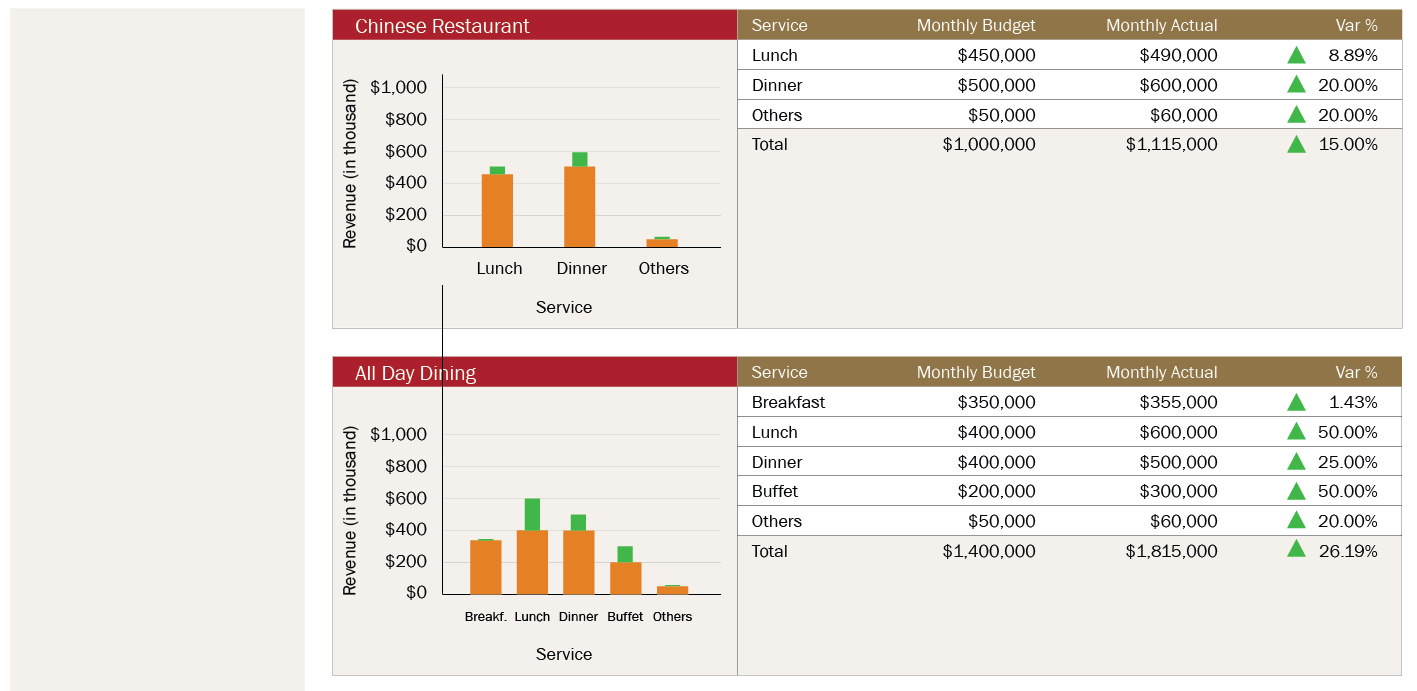 Chinese Restaurant
Revenue (in thousand)
$1,000
$800
$600
$400
$200
$0
Lunch Dinner Others
Service
Service Monthly Budget Monthly Actual Var %
Lunch $450,000 $490,000 8.89%
Dinner $500,000 $600,000 20.00%
Others $50,000 $60,000 20.00%
Total $1,000,000 $1,115,000 15.00%
All Day Dining
Revenue (in thousand)
$1,000
$800
$600
$400
$200
$0
Breakf. Lunch Dinner Buffet Others
Service
Service Monthly Budget Monthly Actual Var %
Breakfast $350,000 $355,000 1.43%
Lunch $400,000 $600,000 50.00%
Dinner $400,000 $500,000 25.00%
Buffet $200,000 $300,000 50.00%
Others $50,000 $60,000 20.00%
Total $1,400,000 $1,815,000 26.19%